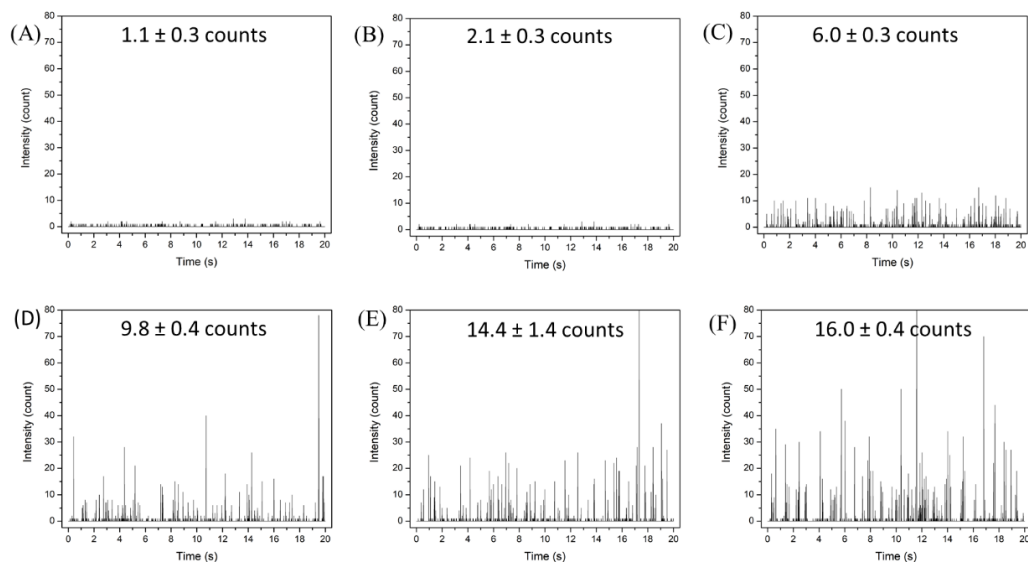 (A)
1.1 ± 0.3 counts
80
70
60
50
40
30
20
10
0
Intensity (count)
0 2 4 6 8 10 12 14 16 18 20
Time (s)
(B)
2.1 ± 0.3 counts
80
70
60
50
40
30
20
10
0
Intensity (count)
0 2 4 6 8 10 12 14 16 18 20
Time (s)
(C)
6.0 ± 0.3 counts
80
70
60
50
40
30
20
10
0
Intensity (count)
0 2 4 6 8 10 12 14 16 18 20
Time (s)
(D)
9.8 ± 0.4 counts
80
70
60
50
40
30
20
10
0
Intensity (count)
0 2 4 6 8 10 12 14 16 18 20
Time (s)
(E)
14.4 ± 1.4 counts
80
70
60
50
40
30
20
10
0
Intensity (count)
0 2 4 6 8 10 12 14 16 18 20
Time (s)
(F)
16.0 ± 0.4 counts
80
70
60
50
40
30
20
10
0
Intensity (count)
0 2 4 6 8 10 12 14 16 18 20
Time (s)